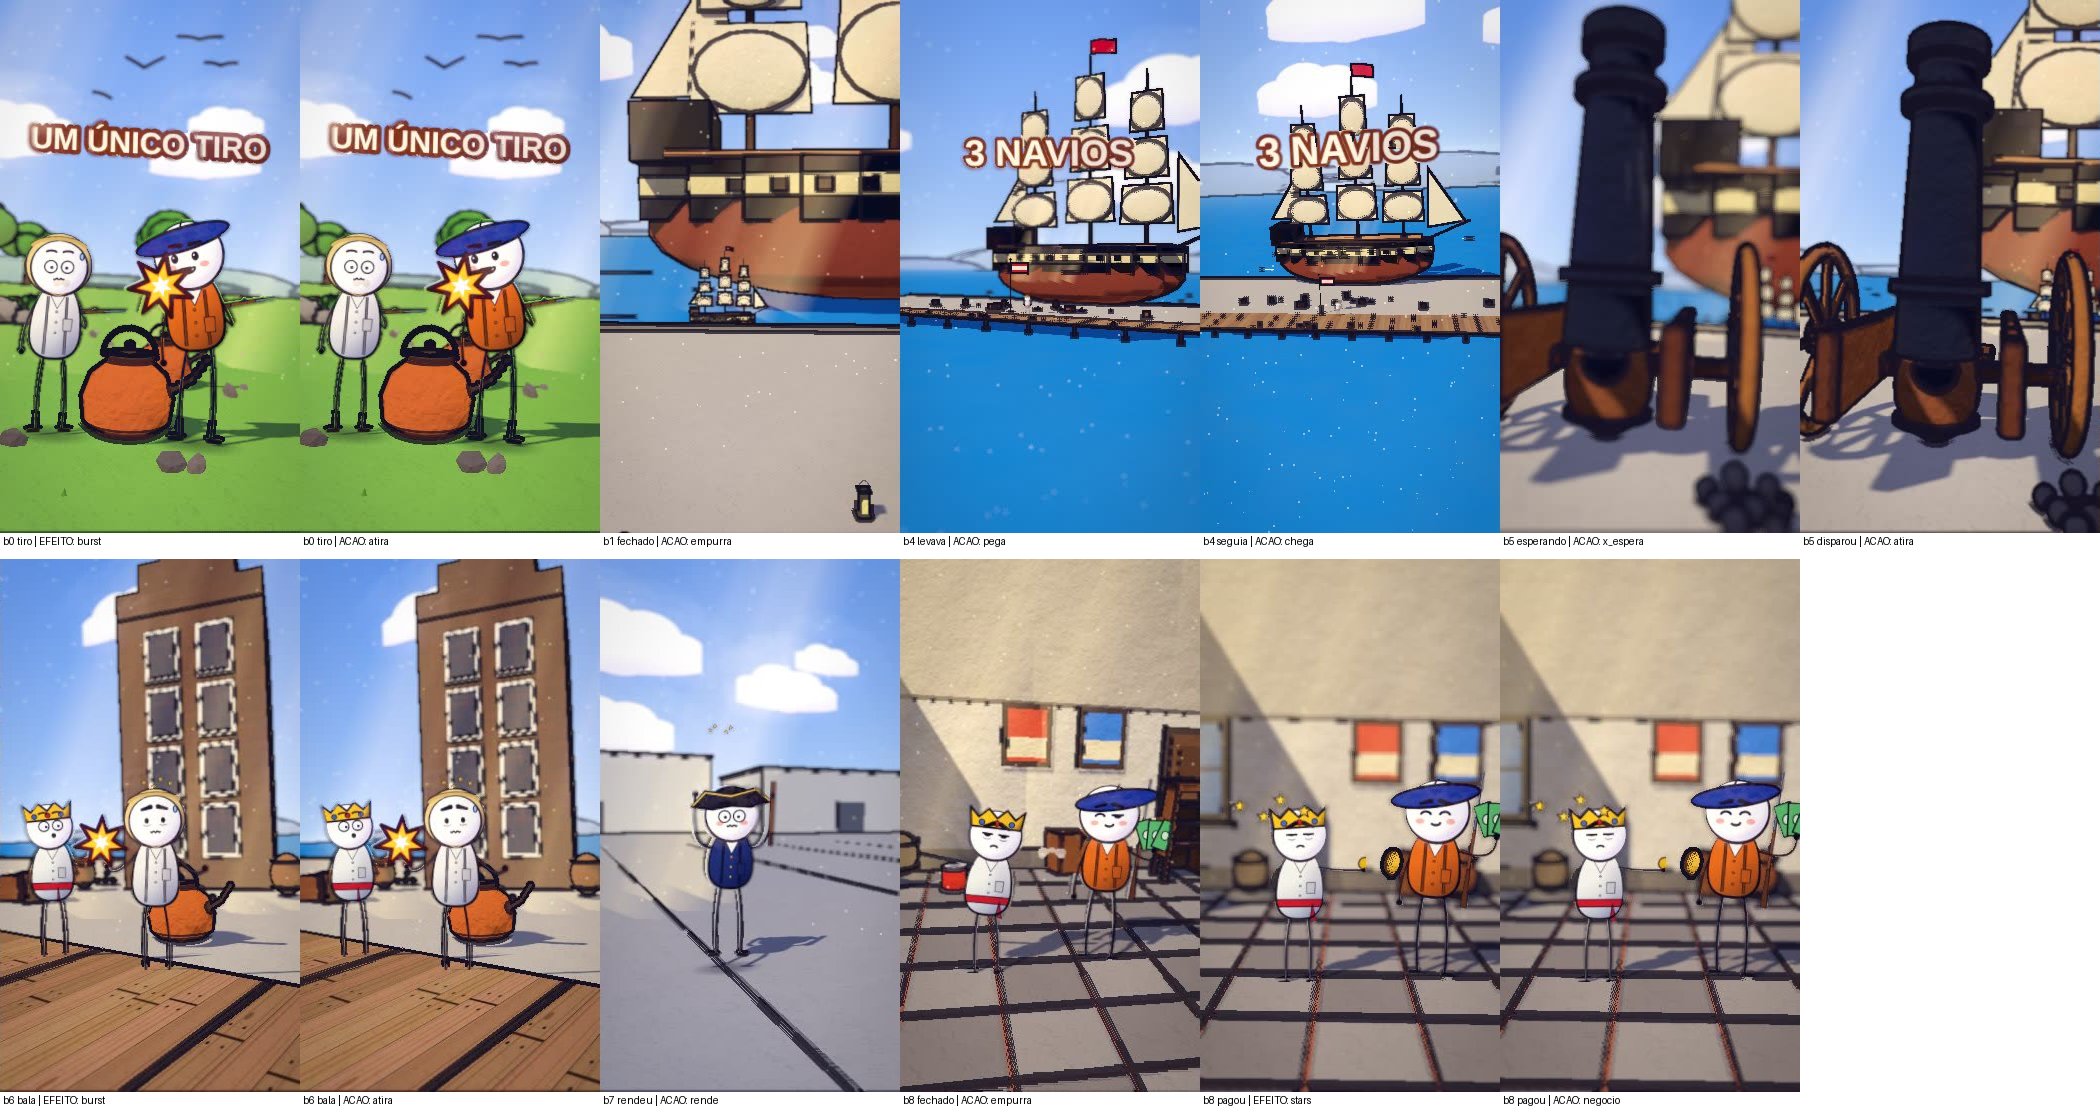 UM ÚNICO TIRO
UM ÚNICO TIRO
3 NAVIOS
3 NAVIOS
b0 tiro | EFEITO: burst
b0 tiro | ACAO: atira
b1 fechado | ACAO: empurra
b4 levava | ACAO: pega
b4 seguia | ACAO: chega
b5 esperando | ACAO: x_espera
b5 disparou | ACAO: atira
b6 bala | EFEITO: burst
b6 bala | ACAO: atira
b7 rendeu | ACAO: rende
b8 fechado | ACAO: empurra
b8 pagou | EFEITO: stars
b8 pagou | ACAO: negocio